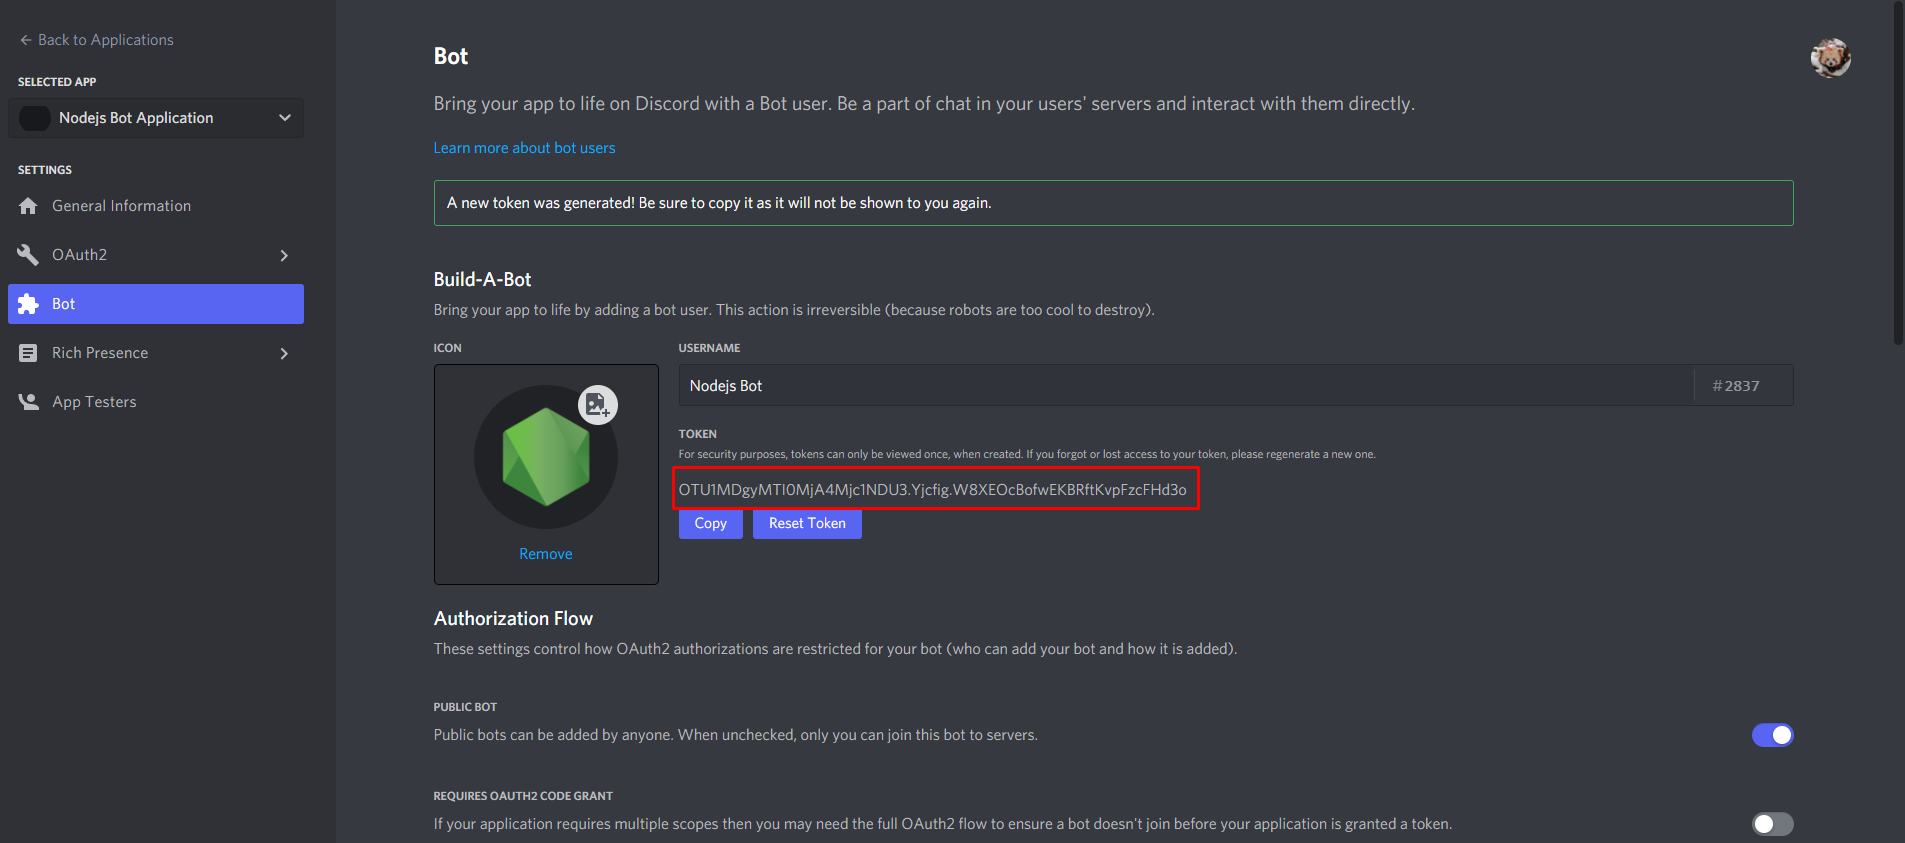 Back to Applications
SELECTED APP
Nodejs Bot Application
SETTINGS
General Information
OAuth2
Bot
Rich Presence
App Testers
Bot
Bring your app to life on Discord with a Bot user. Be a part of chat in your users' servers and interact with them directly.
Learn more about bot users
A new token was generated! Be sure to copy it as it will not be shown to you again.
Build-A-Bot
Bring your app to life by adding a bot user. This action is irreversible (because robots are too cool to destroy).
ICON
Remove
USERNAME
Nodejs Bot #2837
TOKEN
For security purposes, tokens can only be viewed once, when created. If you forgot or lost access to your token, please regenerate a new one.
OTU1MDgyMTI0MjA4Mjc1NDU3.Yjcfig.W8XEOcBofwEKBRftKvpFzcFHd3o
Copy Reset Token
Authorization Flow
These settings control how OAuth2 authorizations are restricted for your bot (who can add your bot and how it is added).
PUBLIC BOT
Public bots can be added by anyone. When unchecked, only you can join this bot to servers.
REQUIRES OAUTH2 CODE GRANT
If your application requires multiple scopes then you may need the full OAuth2 flow to ensure a bot doesn't join before your application is granted a token.